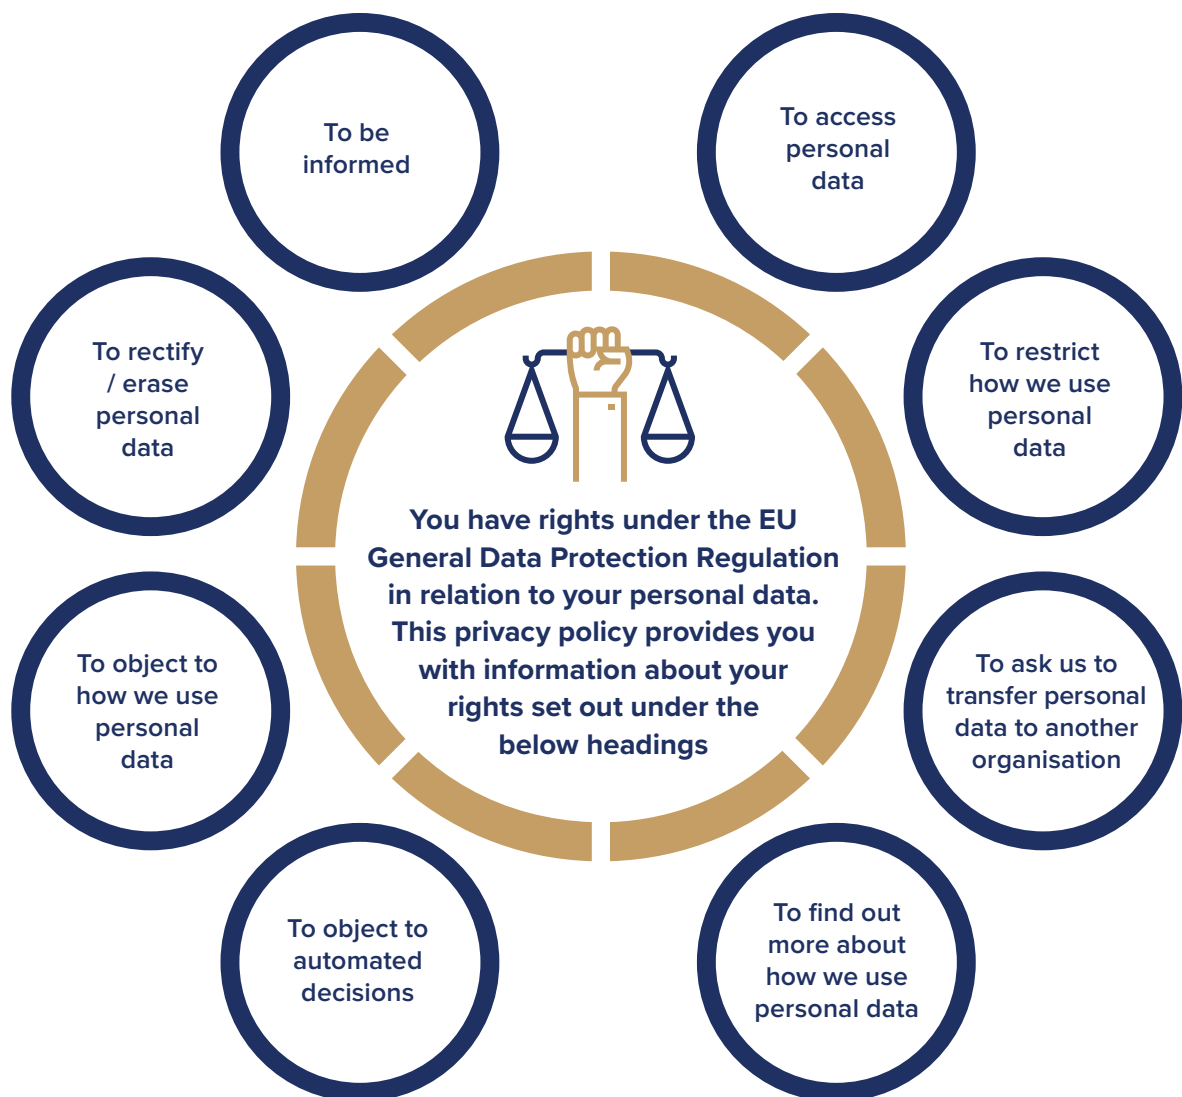 To be
informed
To access
personal
data
To rectify
/ erase
personal
data
To restrict
how we use
personal
data
You have rights under the EU
General Data Protection Regulation
in relation to your personal data.
This privacy policy provides you
with information about your
rights set out under the
below headings
To object to
how we use
personal
data
To ask us to
transfer personal
data to another
organisation
To object to
automated
decisions
To find out
more about
how we use
personal data